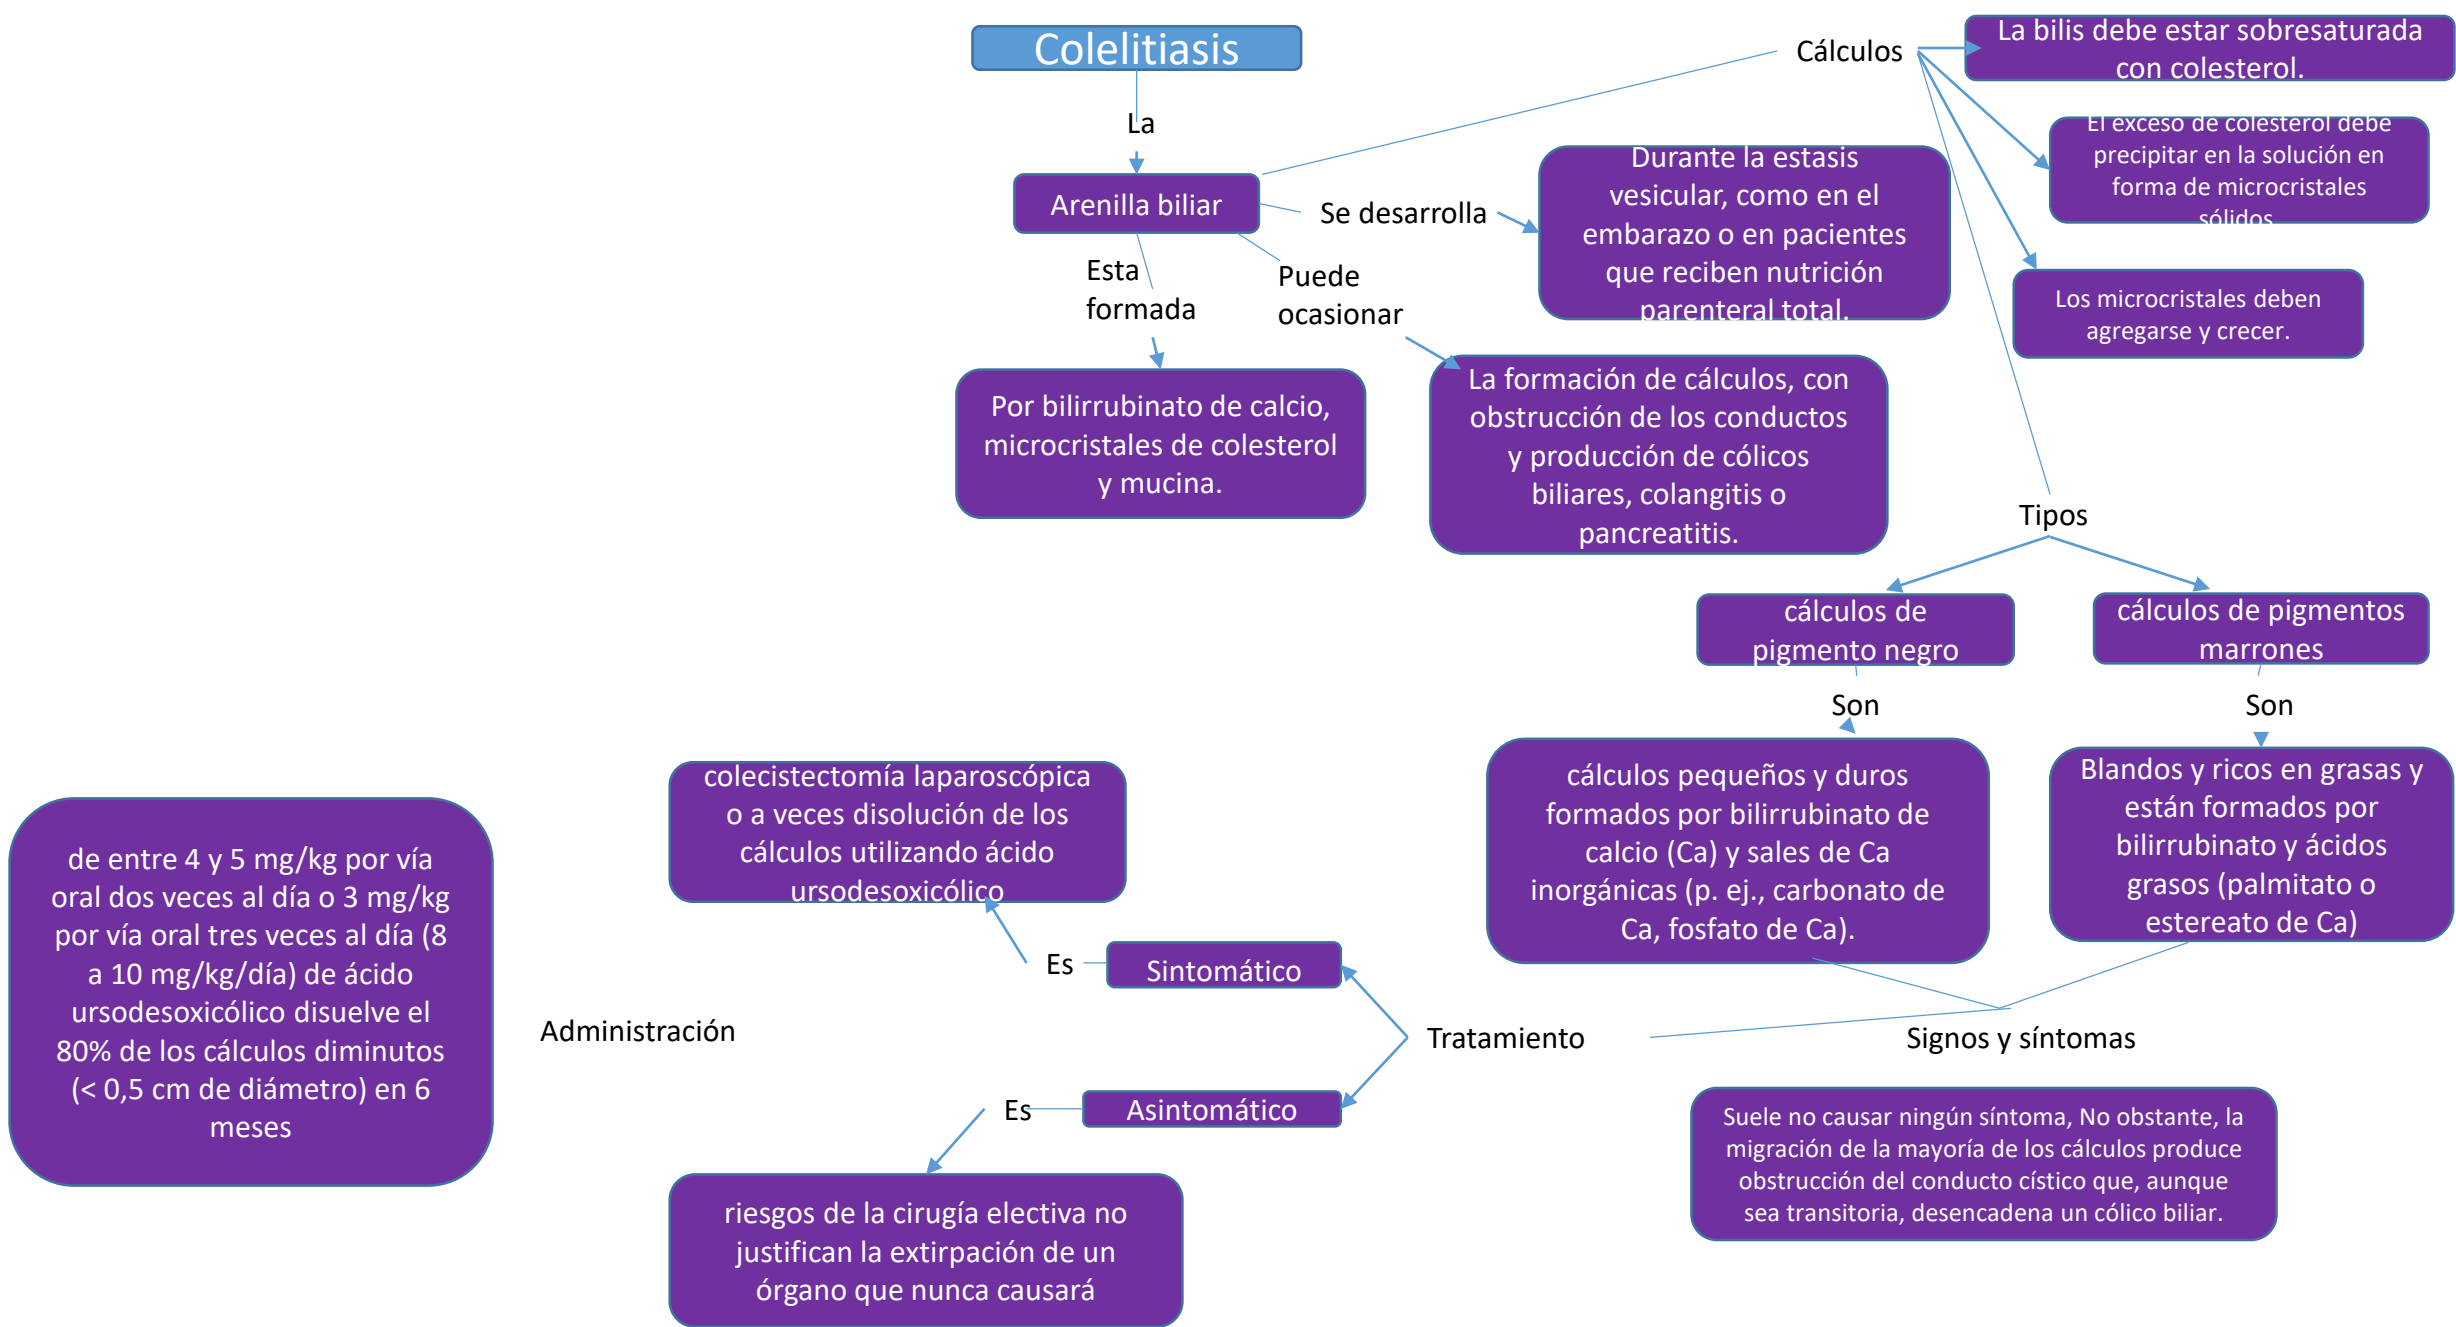 Colelitiasis
La
Arenilla biliar
Esta
formada
Por bilirrubinato de calcio,
microcristales de colesterol
y mucina.
Se desarrolla
Durante la estasis
vesicular, como en el
embarazo o en pacientes
que reciben nutrición
parenteral total.
Puede
ocasionar
La formación de cálculos, con
obstrucción de los conductos
y producción de cólicos
biliares, colangitis o
pancreatitis.
Cálculos
La bilis debe estar sobresaturada
con colesterol.
El exceso de colesterol debe
precipitar en la solución en
forma de microcristales
sólidos
Los microcristales deben
agregarse y crecer.
Tipos
cálculos de
pigmento negro
Son
cálculos pequeños y duros
formados por bilirrubinato de
calcio (Ca) y sales de Ca
inorgánicas (p. ej., carbonato de
Ca, fosfato de Ca).
cálculos de pigmentos
marrones
Son
Blandos y ricos en grasas y
están formados por
bilirrubinato y ácidos
grasos (palmitato o
estereato de Ca)
Signos y síntomas
Suele no causar ningún síntoma, No obstante, la
migración de la mayoría de los cálculos produce
obstrucción del conducto cístico que, aunque
sea transitoria, desencadena un cólico biliar.
Tratamiento
Sintomático
Es
colecistectomía laparoscópica
o a veces disolución de los
cálculos utilizando ácido
ursodesoxicólico
Asintomático
Es
riesgos de la cirugía electiva no
justifican la extirpación de un
órgano que nunca causará
Administración
de entre 4 y 5 mg/kg por vía
oral dos veces al día o 3 mg/kg
por vía oral tres veces al día (8
a 10 mg/kg/día) de ácido
ursodesoxicólico disuelve el
80% de los cálculos diminutos
(< 0,5 cm de diámetro) en 6
meses